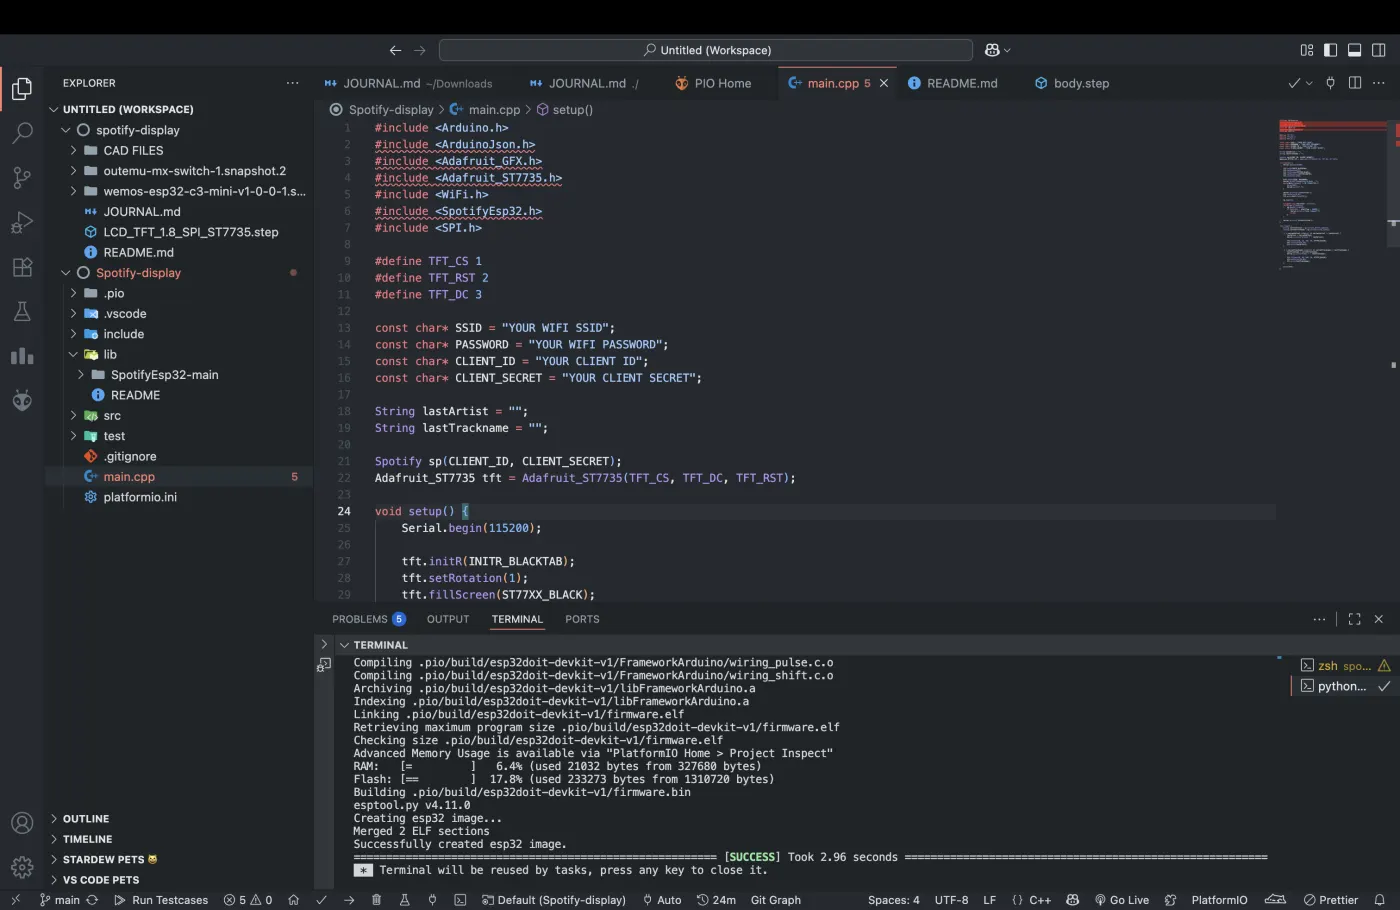 Untitled (Workspace)
EXPLORER
JOURNAL.md ~/Downloads
JOURNAL.md ./
PIO Home
main.cpp 5
README.md
body.step
UNTITLED (WORKSPACE)
spotify-display
CAD FILES
outemu-mx-switch-1.snapshot.2
wemos-esp32-c3-mini-v1-0-0-1.s...
JOURNAL.md
LCD_TFT_1.8_SPI_ST7735.step
README.md
Spotify-display
.pio
.vscode
include
lib
SpotifyEsp32-main
README
src
test
.gitignore
main.cpp 5
platformio.ini
OUTLINE
TIMELINE
STARDEW PETS
VS CODE PETS
Spotify-display > main.cpp > setup()
1 #include <Arduino.h>
2 #include <ArduinoJson.h>
3 #include <Adafruit_GFX.h>
4 #include <Adafruit_ST7735.h>
5 #include <WiFi.h>
6 #include <SpotifyEsp32.h>
7 #include <SPI.h>
8
9 #define TFT_CS 1
10 #define TFT_RST 2
11 #define TFT_DC 3
12
13 const char* SSID = "YOUR WIFI SSID";
14 const char* PASSWORD = "YOUR WIFI PASSWORD";
15 const char* CLIENT_ID = "YOUR CLIENT ID";
16 const char* CLIENT_SECRET = "YOUR CLIENT SECRET";
17
18 String lastArtist = "";
19 String lastTrackname = "";
20
21 Spotify sp(CLIENT_ID, CLIENT_SECRET);
22 Adafruit_ST7735 tft = Adafruit_ST7735(TFT_CS, TFT_DC, TFT_RST);
23
24 void setup() {
25 Serial.begin(115200);
26
27 tft.initR(INITR_BLACKTAB);
28 tft.setRotation(1);
29 tft.fillScreen(ST77XX_BLACK);
PROBLEMS 5 OUTPUT TERMINAL PORTS
TERMINAL
Compiling .pio/build/esp32doit-devkit-v1/FrameworkArduino/wiring_pulse.c.o
Compiling .pio/build/esp32doit-devkit-v1/FrameworkArduino/wiring_shift.c.o
Archiving .pio/build/esp32doit-devkit-v1/libFrameworkArduino.a
Indexing .pio/build/esp32doit-devkit-v1/libFrameworkArduino.a
Linking .pio/build/esp32doit-devkit-v1/firmware.elf
Retrieving maximum program size .pio/build/esp32doit-devkit-v1/firmware.elf
Checking size .pio/build/esp32doit-devkit-v1/firmware.elf
Advanced Memory Usage is available via "PlatformIO Home > Project Inspect"
RAM: [= ] 6.4% (used 21032 bytes from 327680 bytes)
Flash: [== ] 17.8% (used 233273 bytes from 1310720 bytes)
Building .pio/build/esp32doit-devkit-v1/firmware.bin
esptool.py v4.11.0
Creating esp32 image...
Merged 2 ELF sections
Successfully created esp32 image.
[SUCCESS] Took 2.96 seconds
* Terminal will be reused by tasks, press any key to close it.
zsh spo...
python...
main Run Testcases 5 0 Default (Spotify-display) Auto 24m Git Graph Spaces: 4 UTF-8 LF {} C++ Go Live PlatformIO Prettier